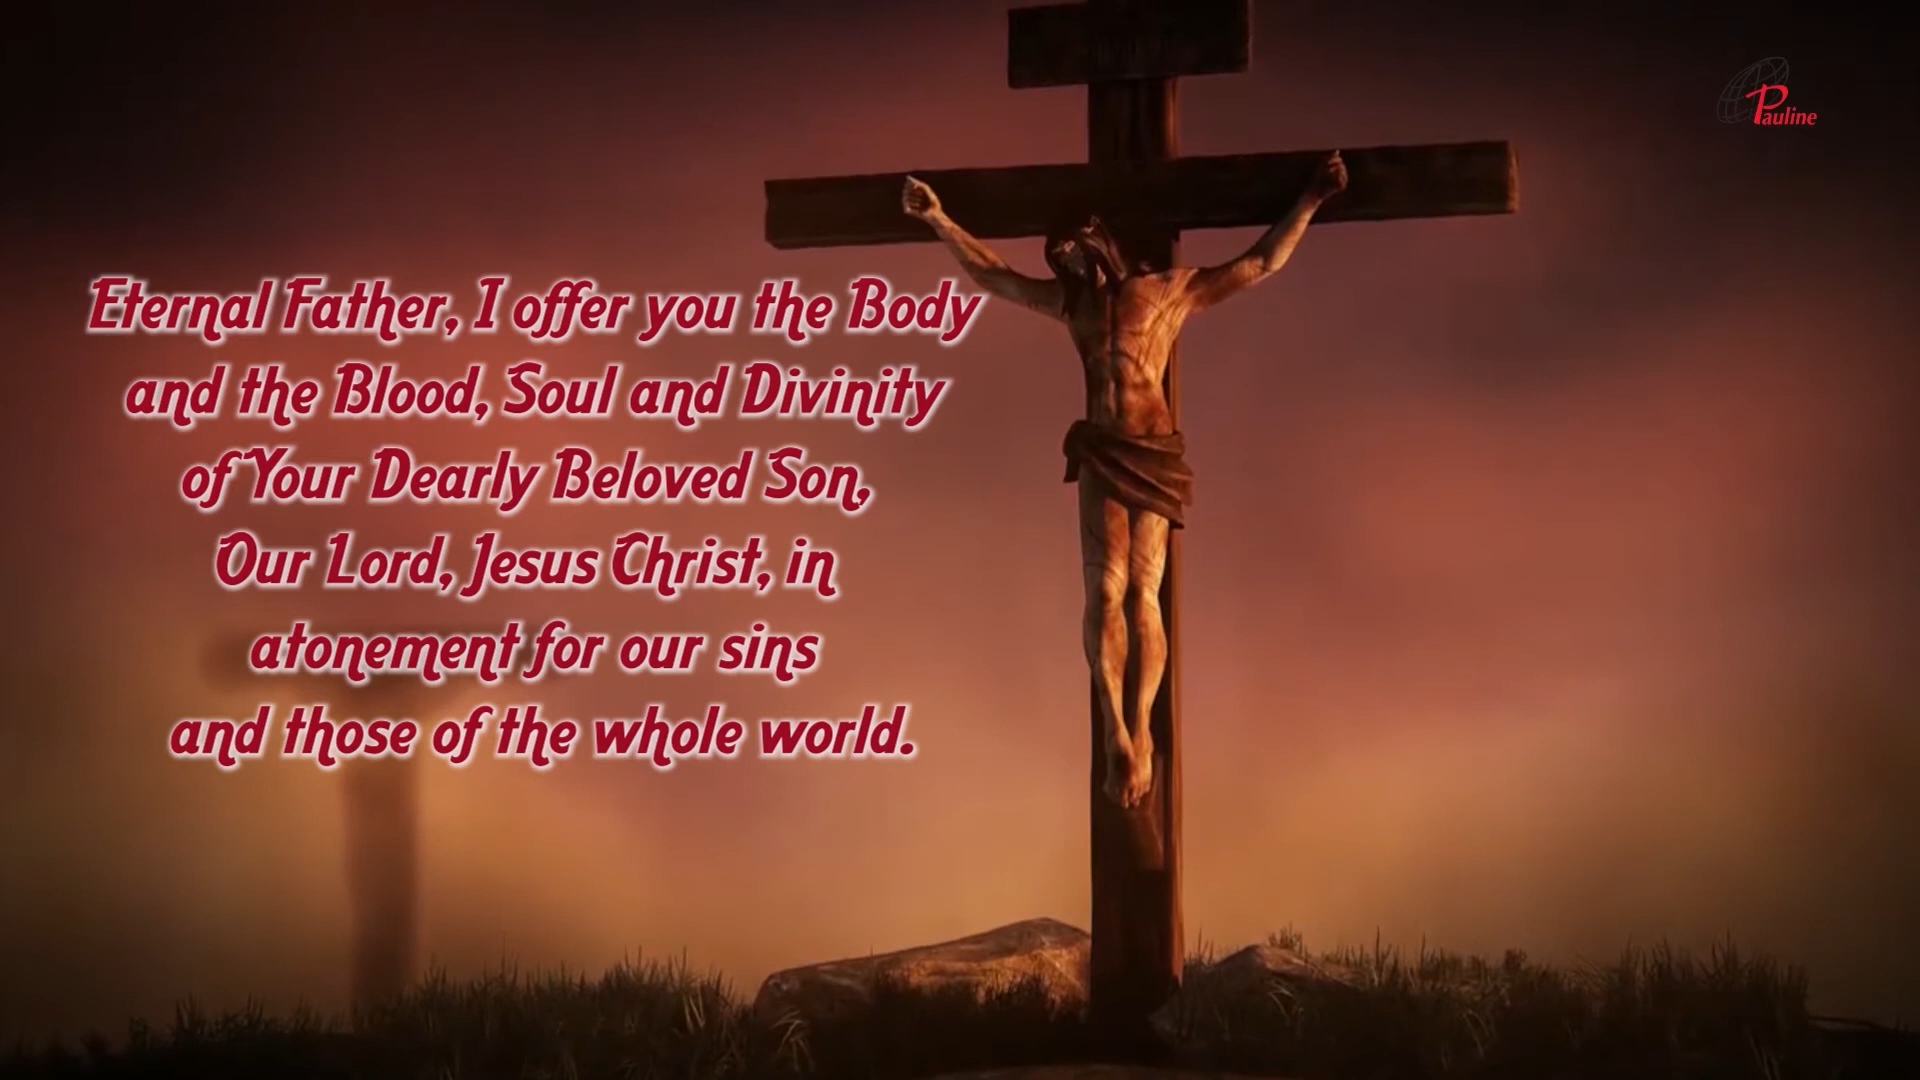 Pauline
Eternal Father, I offer you the Body
and the Blood, Soul and Divinity
of Your Dearly Beloved Son,
Our Lord, Jesus Christ, in
atonement for our sins
and those of the whole world.